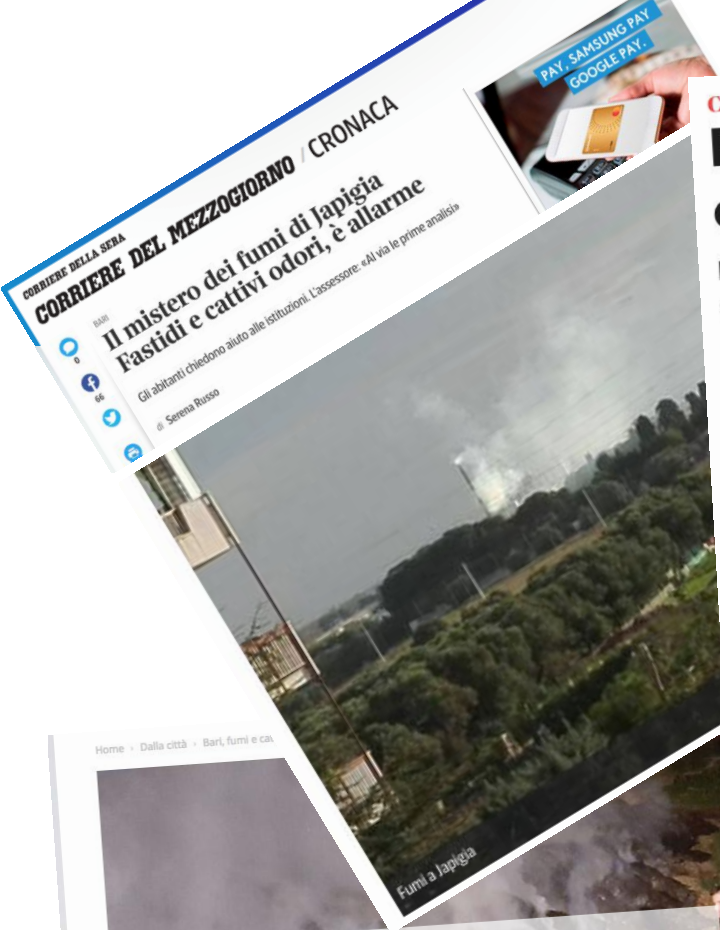 PAY, SAMSUNG PAY
GOOGLE PAY.
CORRIERE DELLA SERA
CORRIERE DEL MEZZOGIORNO / CRONACA
BARI
Il mistero dei fumi di Japigia
Fastidi e cattivi odori, è allarme
Gli abitanti chiedono aiuto alle istituzioni. L'assessore: «Al via le prime analisi»
di Serena Russo
0
66
Fumi a Japigia
Home › Dalla città › Bari, fumi e